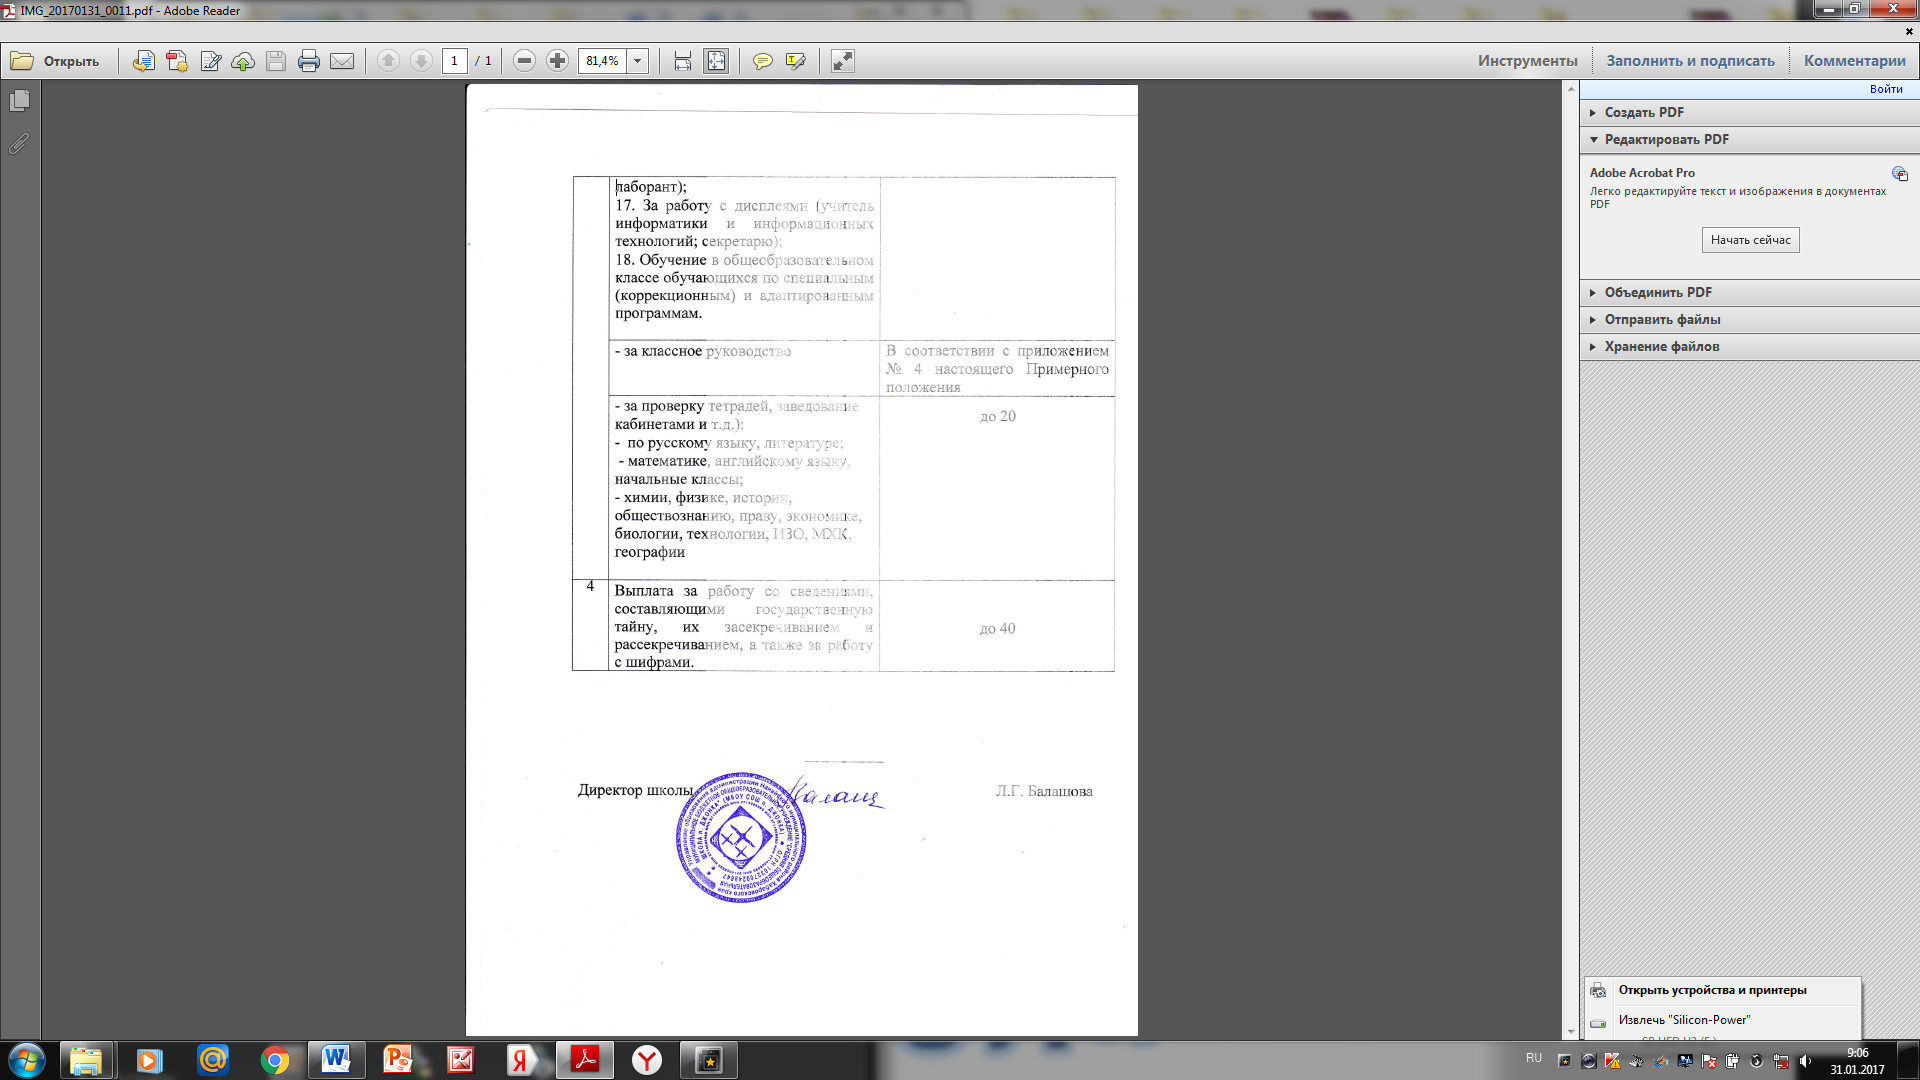 IMG_20170131_0011.pdf - Adobe Reader
Открыть
1 / 1
81,4%
Инструменты
Заполнить и подписать
Комментарии
Войти
Создать PDF
Редактировать PDF
Adobe Acrobat Pro
Легко редактируйте текст и изображения в документах
PDF
Начать сейчас
Объединить PDF
Отправить файлы
Хранение файлов
лаборант);
17. За работу с дисплеями (учитель
информатики и информационных
технологий; секретарю);
18. Обучение в общеобразовательном
классе обучающихся по специальным
(коррекционным) и адаптированным
программам.
- за классное руководство
В соответствии с приложением
№ 4 настоящего Примерного
положения
- за проверку тетрадей, заведование
кабинетами и т.д.):
- по русскому языку, литературе;
- математике, английскому языку,
начальные классы;
- химии, физике, истории,
обществознанию, праву, экономике,
биологии, технологии, ИЗО, МХК,
географии
до 20
4
Выплата за работу со сведениями,
составляющими государственную
тайну, их засекречиванием и
рассекречиванием, а также за работу
с шифрами.
до 40
Директор школы
Л.Г. Балашова
Открыть устройства и принтеры
Извлечь "Silicon-Power"
RU
9:06
31.01.2017